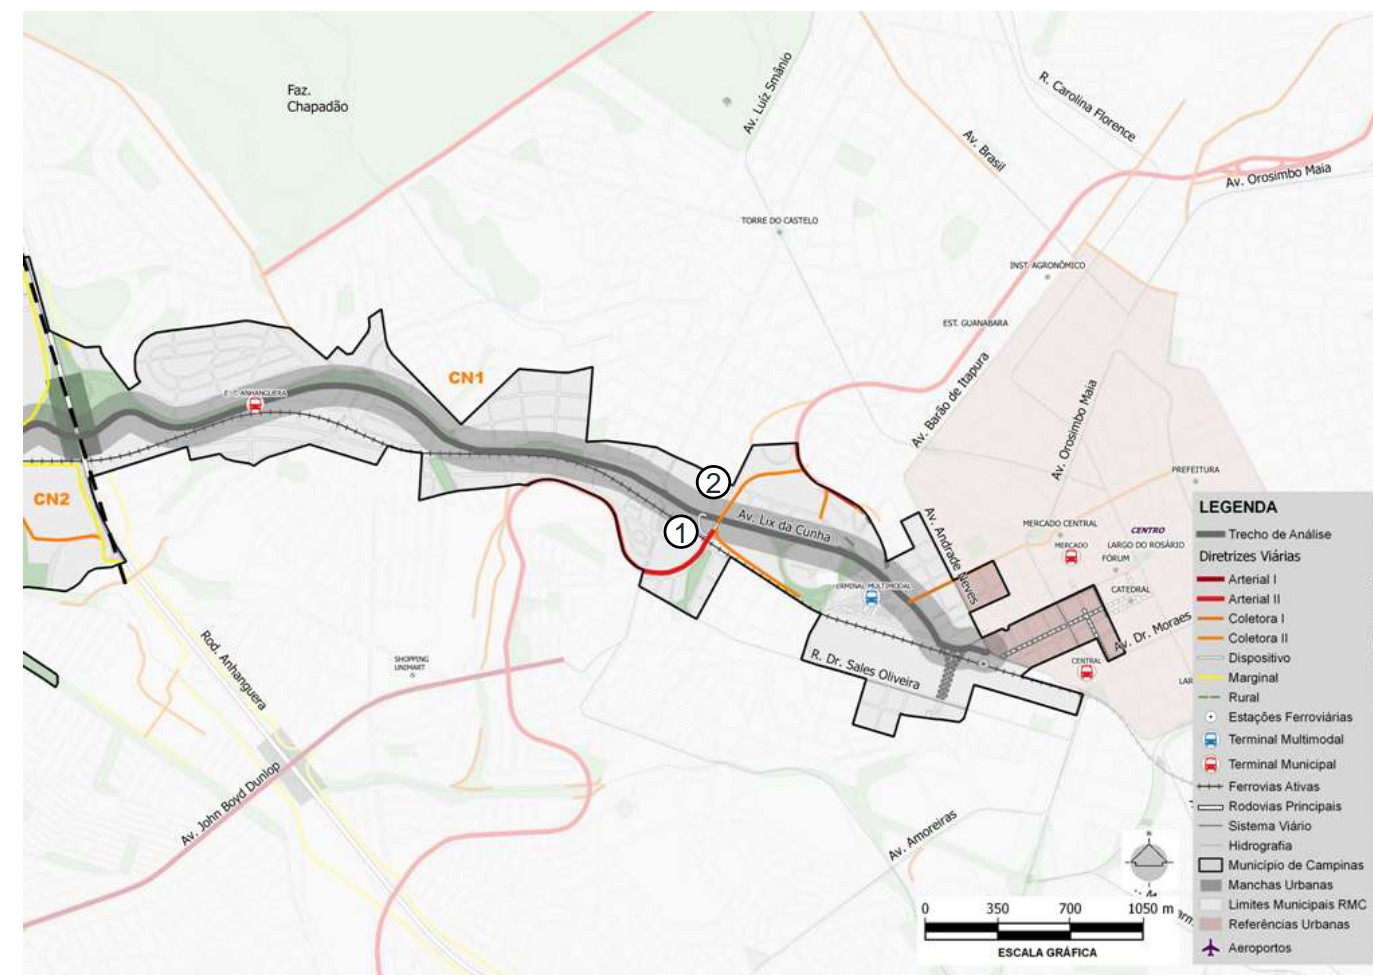 Faz.
Chapadão
Av. Luíz Smânio
R. Carolina Florence
Av. Brasil
Av. Orosimbo Maia
TORRE DO CASTELO
INST. AGRONÔMICO
EST. GUANABARA
Av. Barão de Itapura
Av. Orosimbo Maia
CN1
ANHANGUERA
CN2
2
1
Av. Lix da Cunha
Av. Andrade Neves
PREFEITURA
MERCADO CENTRAL
CENTRO
MERCADO
LARGO DO ROSÁRIO
FÓRUM
CATEDRAL
TERMINAL MULTIMODAL
Av. Dr. Moraes
CENTRAL
LAR
R. Dr. Sales Oliveira
Rod. Anhanguera
SHOPPING
UNIMART
Av. John Boyd Dunlop
Av. Amoreiras
N
0 350 700 1050 m
ESCALA GRÁFICA
LEGENDA
Trecho de Análise
Diretrizes Viárias
Arterial I
Arterial II
Coletora I
Coletora II
Dispositivo
Marginal
Rural
Estações Ferroviárias
Terminal Multimodal
Terminal Municipal
Ferrovias Ativas
Rodovias Principais
Sistema Viário
Hidrografia
Município de Campinas
Manchas Urbanas
Limites Municipais RMC
Referências Urbanas
Aeroportos